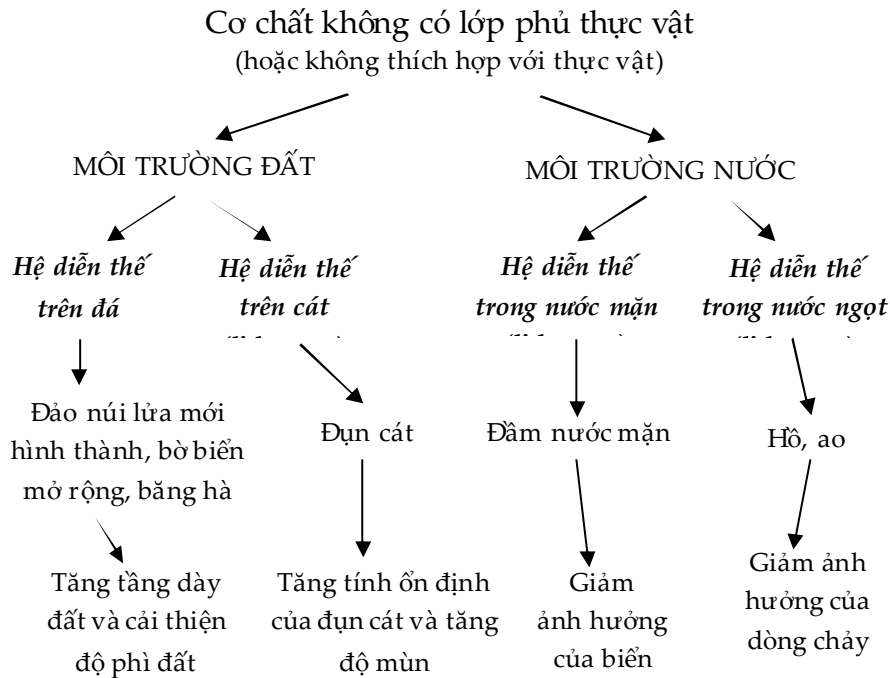 Cơ chất không có lớp phủ thực vật
(hoặc không thích hợp với thực vật)
MÔI TRƯỜNG ĐẤT
MÔI TRƯỜNG NƯỚC
Hệ diễn thế
trên đá
Hệ diễn thế
trên cát
Hệ diễn thế
trong nước mặn
Hệ diễn thế
trong nước ngọt
Đảo núi lửa mới
hình thành, bờ biển
mở rộng, băng hà
Đụn cát
Đầm nước mặn
Hồ, ao
Tăng tầng dày
đất và cải thiện
độ phì đất
Tăng tính ổn định
của đụn cát và tăng
độ mùn
Giảm
ảnh hưởng
của biển
Giảm ảnh
hưởng của
dòng chảy